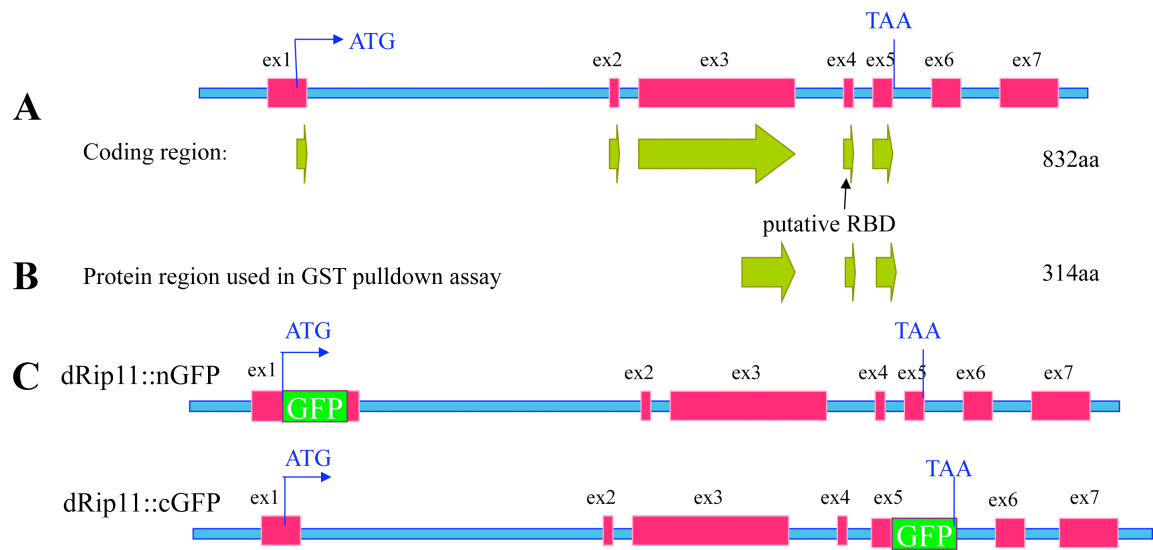 A
ex1 ATG ex2 ex3 ex4 ex5 TAA ex6 ex7
Coding region:
832aa
putative RBD
B
Protein region used in GST pulldown assay
314aa
C
dRip11::nGFP
ex1 ATG GFP ex2 ex3 ex4 ex5 TAA ex6 ex7
dRip11::cGFP
ex1 ATG ex2 ex3 ex4 ex5 GFP TAA ex6 ex7